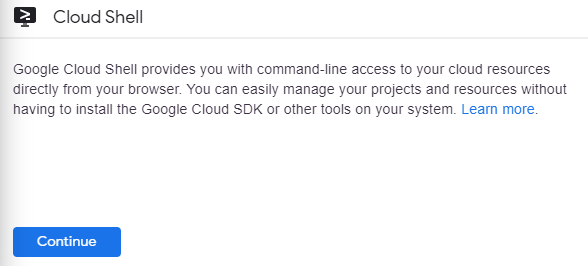 Cloud Shell
Google Cloud Shell provides you with command-line access to your cloud resources
directly from your browser. You can easily manage your projects and resources without
having to install the Google Cloud SDK or other tools on your system. Learn more.
Continue